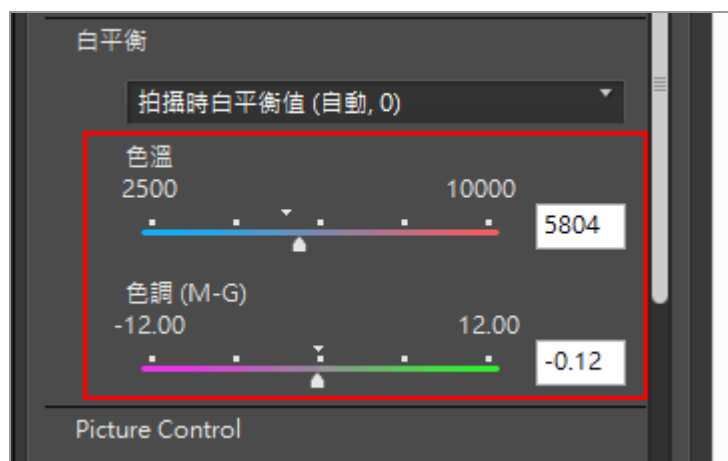 白平衡
拍攝時白平衡值 (自動, 0)
色溫
2500 10000
5804
色調 (M-G)
-12.00 12.00
-0.12
Picture Control